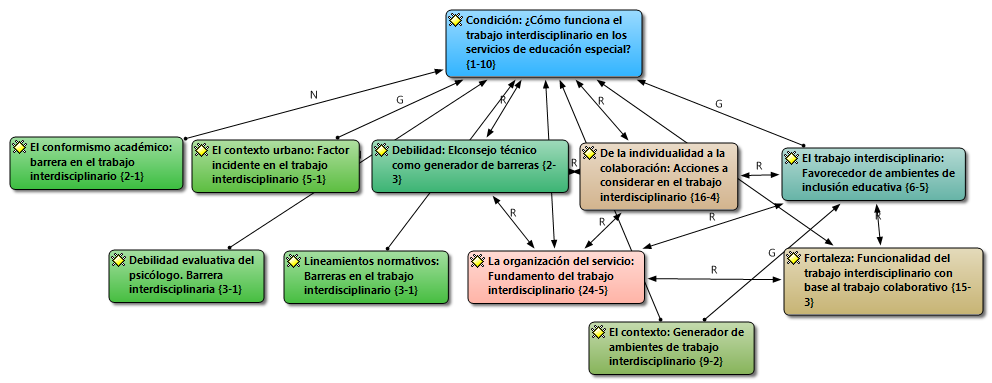 Condición: ¿Cómo funciona el
trabajo interdisciplinario en los
servicios de educación especial?
{1-10}
N
G
R
R
G
El conformismo académico:
barrera en el trabajo
interdisciplinario {2-1}
El contexto urbano: Factor
incidente en el trabajo
interdisciplinario {5-1}
Debilidad: Elconsejo técnico
como generador de barreras {2-
3}
R
De la individualidad a la
colaboración: Acciones a
considerar en el trabajo
interdisciplinario {16-4}
R
El trabajo interdisciplinario:
Favorecedor de ambientes de
inclusión educativa {6-5}
R
R
R
R
Debilidad evaluativa del
psicólogo. Barrera
interdisciplinaria {3-1}
Lineamientos normativos:
Barreras en el trabajo
interdisciplinario {3-1}
La organización del servicio:
Fundamento del trabajo
interdisciplinario {24-5}
R
G
Fortaleza: Funcionalidad del
trabajo interdisciplinario con
base al trabajo colaborativo {15-
3}
El contexto: Generador de
ambientes de trabajo
interdisciplinario {9-2}